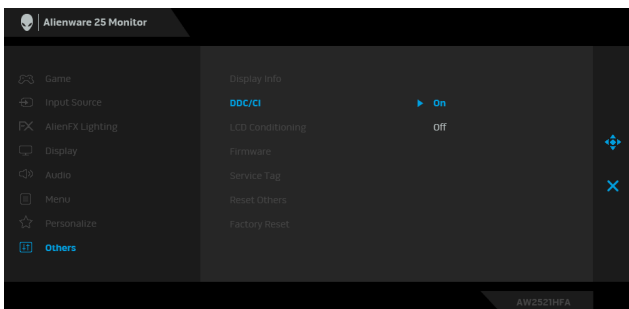 Alienware 25 Monitor
Game
Input Source
AlienFX Lighting
Display
Audio
Menu
Personalize
Others
Display Info
DDC/CI On
LCD Conditioning Off
Firmware
Service Tag
Reset Others
Factory Reset
AW2521HFA